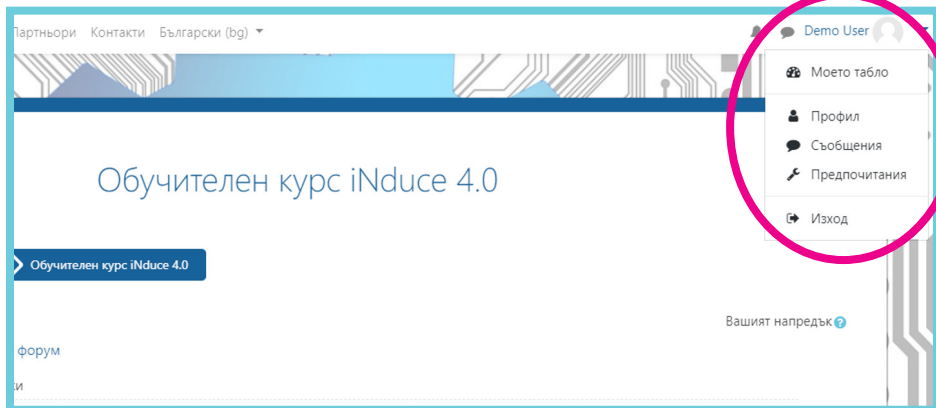 Партньори Контакти Български (bg)
Demo User
Моето табло
Профил
Съобщения
Предпочитания
Изход
Обучителен курс iNduce 4.0
Обучителен курс iNduce 4.0
Вашият напредък
форум